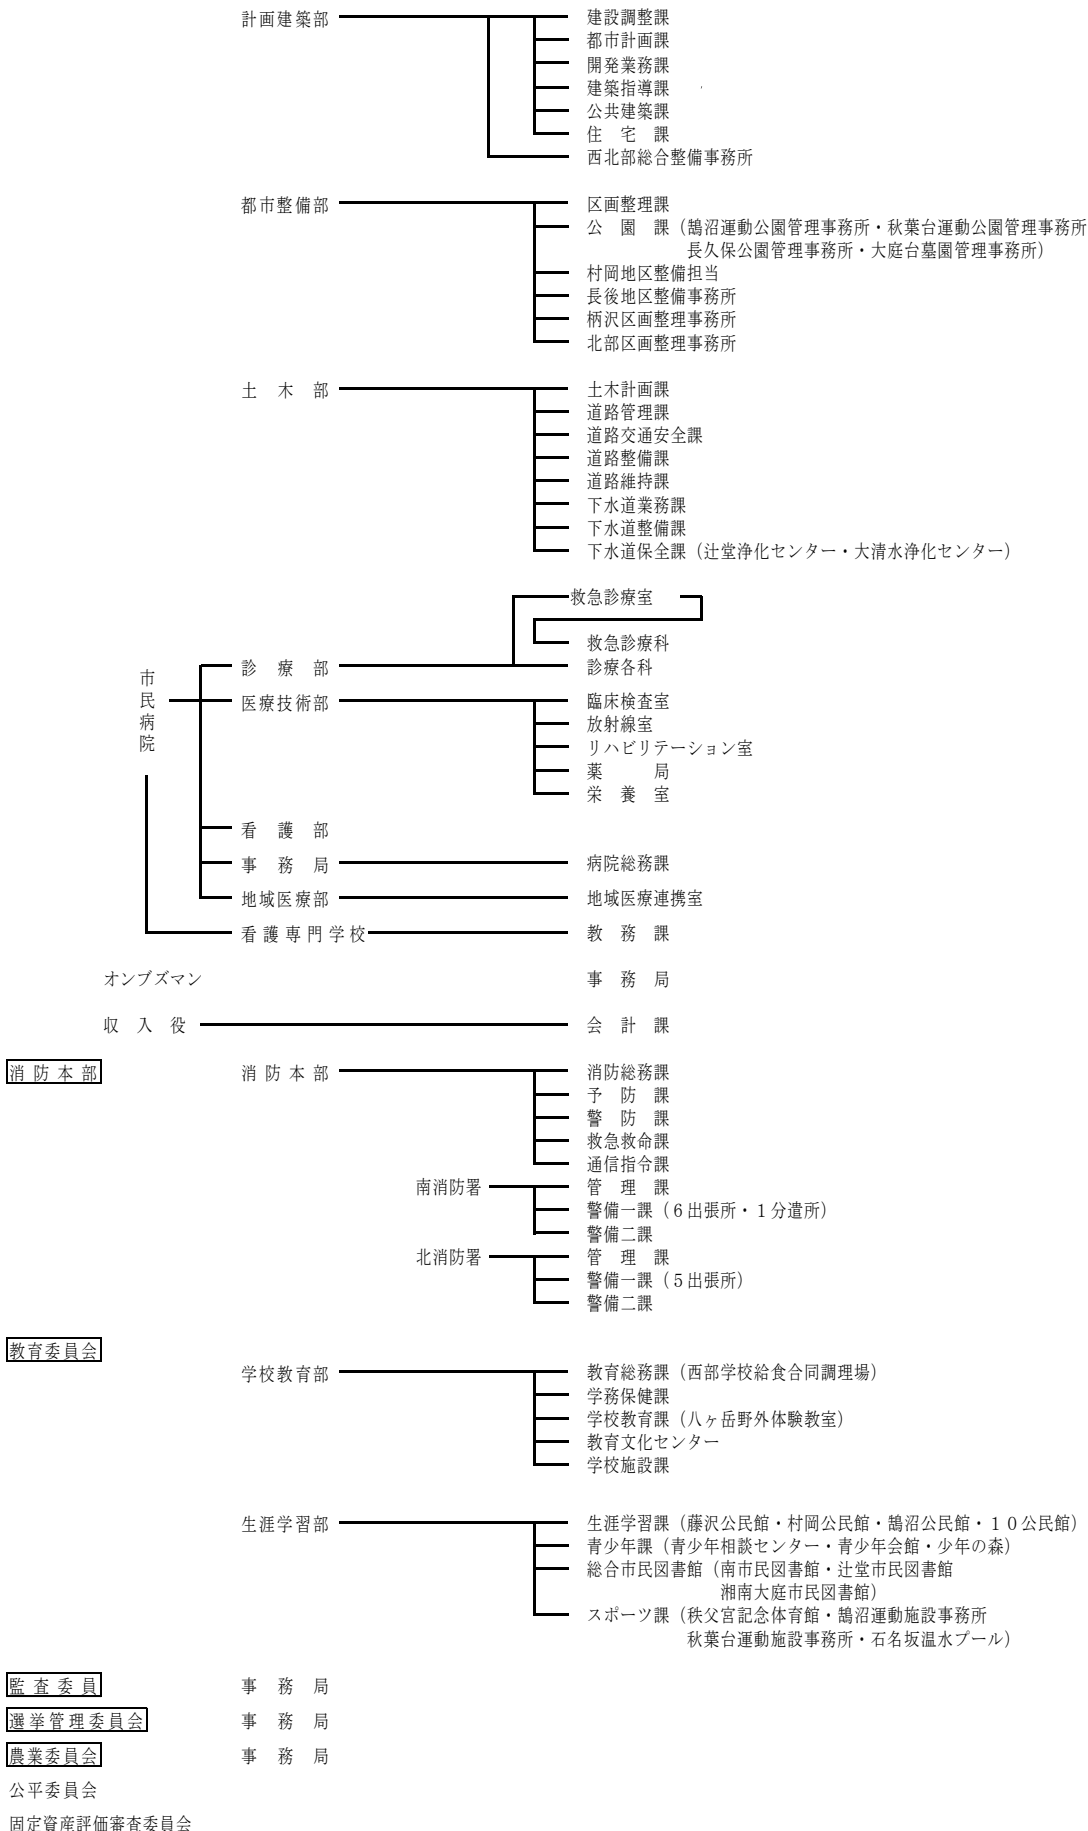 計画建築部 建設調整課
都市計画課
開発業務課
建築指導課
公共建築課
住 宅 課
西北部総合整備事務所
都市整備部 区画整理課
公 園 課（鵠沼運動公園管理事務所・秋葉台運動公園管理事務所
長久保公園管理事務所・大庭台墓園管理事務所）
村岡地区整備担当
長後地区整備事務所
柄沢区画整理事務所
北部区画整理事務所
土 木 部 土木計画課
道路管理課
道路交通安全課
道路整備課
道路維持課
下水道業務課
下水道整備課
下水道保全課（辻堂浄化センター・大清水浄化センター）
救急診療室
救急診療科
市民病院
診 療 部 診療各科
医療技術部 臨床検査室
放射線室
リハビリテーション室
薬 局
栄 養 室
看 護 部
事 務 局 病院総務課
地域医療部 地域医療連携室
看護専門学校 教 務 課
オンブズマン 事 務 局
収 入 役 会 計 課
消防本部 消防本部 消防総務課
予 防 課
警 防 課
救急救命課
通信指令課
南消防署 管 理 課
警備一課（６出張所・１分遣所）
警備二課
北消防署 管 理 課
警備一課（５出張所）
警備二課
教育委員会
学校教育部 教育総務課（西部学校給食合同調理場）
学務保健課
学校教育課（八ヶ岳野外体験教室）
教育文化センター
学校施設課
生涯学習部 生涯学習課（藤沢公民館・村岡公民館・鵠沼公民館・１０公民館）
青少年課（青少年相談センター・青少年会館・少年の森）
総合市民図書館（南市民図書館・辻堂市民図書館
湘南大庭市民図書館）
スポーツ課（秩父宮記念体育館・鵠沼運動施設事務所
秋葉台運動施設事務所・石名坂温水プール）
監査委員 事 務 局
選挙管理委員会 事 務 局
農業委員会 事 務 局
公平委員会
固定資産評価審査委員会